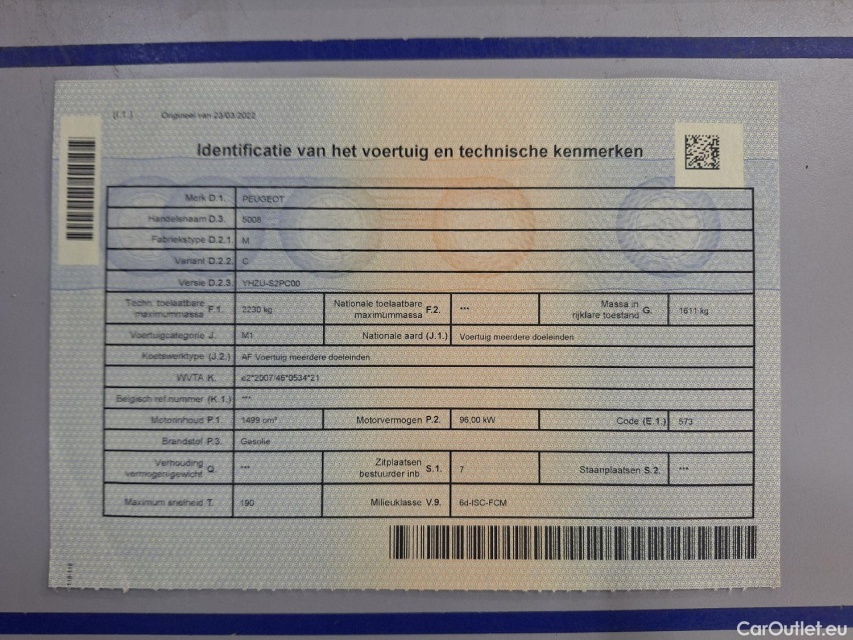 (I.1.) Origineel van 23/03/2022
Identificatie van het voertuig en technische kenmerken
Merk D.1. PEUGEOT
Handelsnaam D.3. 5008
Fabriekstype D.2.1. M
Variant D.2.2. C
Versie D.2.3. YHZU-S2PC00
Techn. toelaatbare maximummassa F.1. 2230 kg Nationale toelaatbare maximummassa F.2. *** Massa in rijklare toestand G. 1611 kg
Voertuigcategorie J. M1 Nationale aard (J.1.) Voertuig meerdere doeleinden
Koetswerktype (J.2.) AF Voertuig meerdere doeleinden
WVTA K. e2*2007/46*0534*21
Belgisch ref.nummer (K.1.) ***
Motorinhoud P.1. 1499 cm³ Motorvermogen P.2. 96,00 kW Code (E.1.) 573
Brandstof P.3. Gasolie
Verhouding vermogen/gewicht Q. *** Zitplaatsen bestuurder inb. S.1. 7 Staanplaatsen S.2. ***
Maximum snelheid T. 190 Milieuklasse V.9. 6d-ISC-FCM
CarOutlet.eu